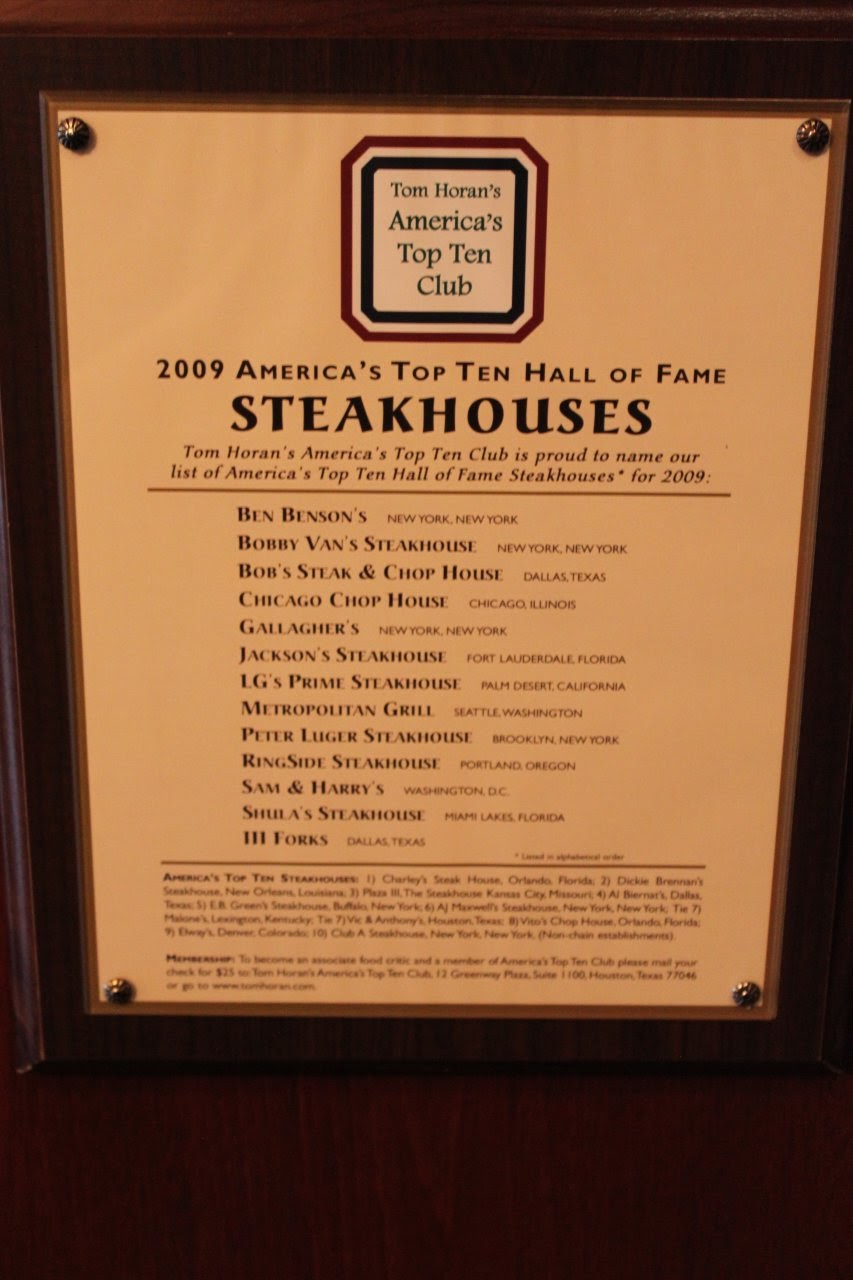 Tom Horan's
America's
Top Ten
Club
2009 AMERICA'S TOP TEN HALL OF FAME
STEAKHOUSES
Tom Horan's America's Top Ten Club is proud to name our
list of America's Top Ten Hall of Fame Steakhouses* for 2009:
BEN BENSON'S NEW YORK, NEW YORK
BOBBY VAN'S STEAKHOUSE NEW YORK, NEW YORK
BOB'S STEAK & CHOP HOUSE DALLAS, TEXAS
CHICAGO CHOP HOUSE CHICAGO, ILLINOIS
GALLAGHER'S NEW YORK, NEW YORK
JACKSON'S STEAKHOUSE FORT LAUDERDALE, FLORIDA
LG'S PRIME STEAKHOUSE PALM DESERT, CALIFORNIA
METROPOLITAN GRILL SEATTLE, WASHINGTON
PETER LUGER STEAKHOUSE BROOKLYN, NEW YORK
RINGSIDE STEAKHOUSE PORTLAND, OREGON
SAM & HARRY'S WASHINGTON, D.C.
SHULA'S STEAKHOUSE MIAMI LAKES, FLORIDA
III FORKS DALLAS, TEXAS
* Listed in alphabetical order
AMERICA'S TOP TEN STEAKHOUSES: 1) Charley's Steak House, Orlando, Florida; 2) Dickie Brennan's
Steakhouse, New Orleans, Louisiana; 3) Plaza III, The Steakhouse Kansas City, Missouri; 4) Al Biernat's, Dallas,
Texas; 5) E.B. Green's Steakhouse, Buffalo, New York; 6) AJ Maxwell's Steakhouse, New York, New York; Tie 7)
Malone's, Lexington, Kentucky; Tie 7) Vic & Anthony's, Houston, Texas; 8) Vito's Chop House, Orlando, Florida;
9) Elway's, Denver, Colorado; 10) Club A Steakhouse, New York, New York, (Non-chain establishments).
MEMBERSHIP: To become an associate food critic and a member of America's Top Ten Club please mail your
check for $25 to: Tom Horan's America's Top Ten Club, 12 Greenway Plaza, Suite 1100, Houston, Texas 77046
or go to www.tomhoran.com.